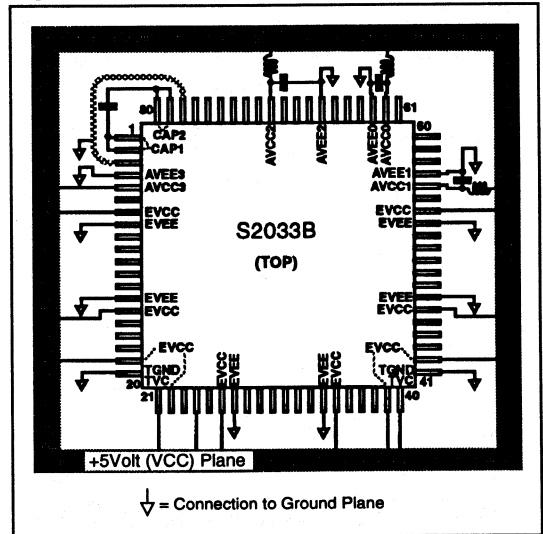 80
61
1
CAP2
CAP1
AVCC2
AVEE2
AVEE0
AVCC0
60
AVEE3
AVCC3
AVEE1
AVCC1
EVCC
EVEE
EVCC
EVEE
S2033B
(TOP)
EVEE
EVCC
EVEE
EVCC
EVCC
EVCC
TGND
20
TVC
21
EVCC
EVEE
EVEE
EVCC
TGND
41
TVC
40
+5Volt (VCC) Plane
= Connection to Ground Plane